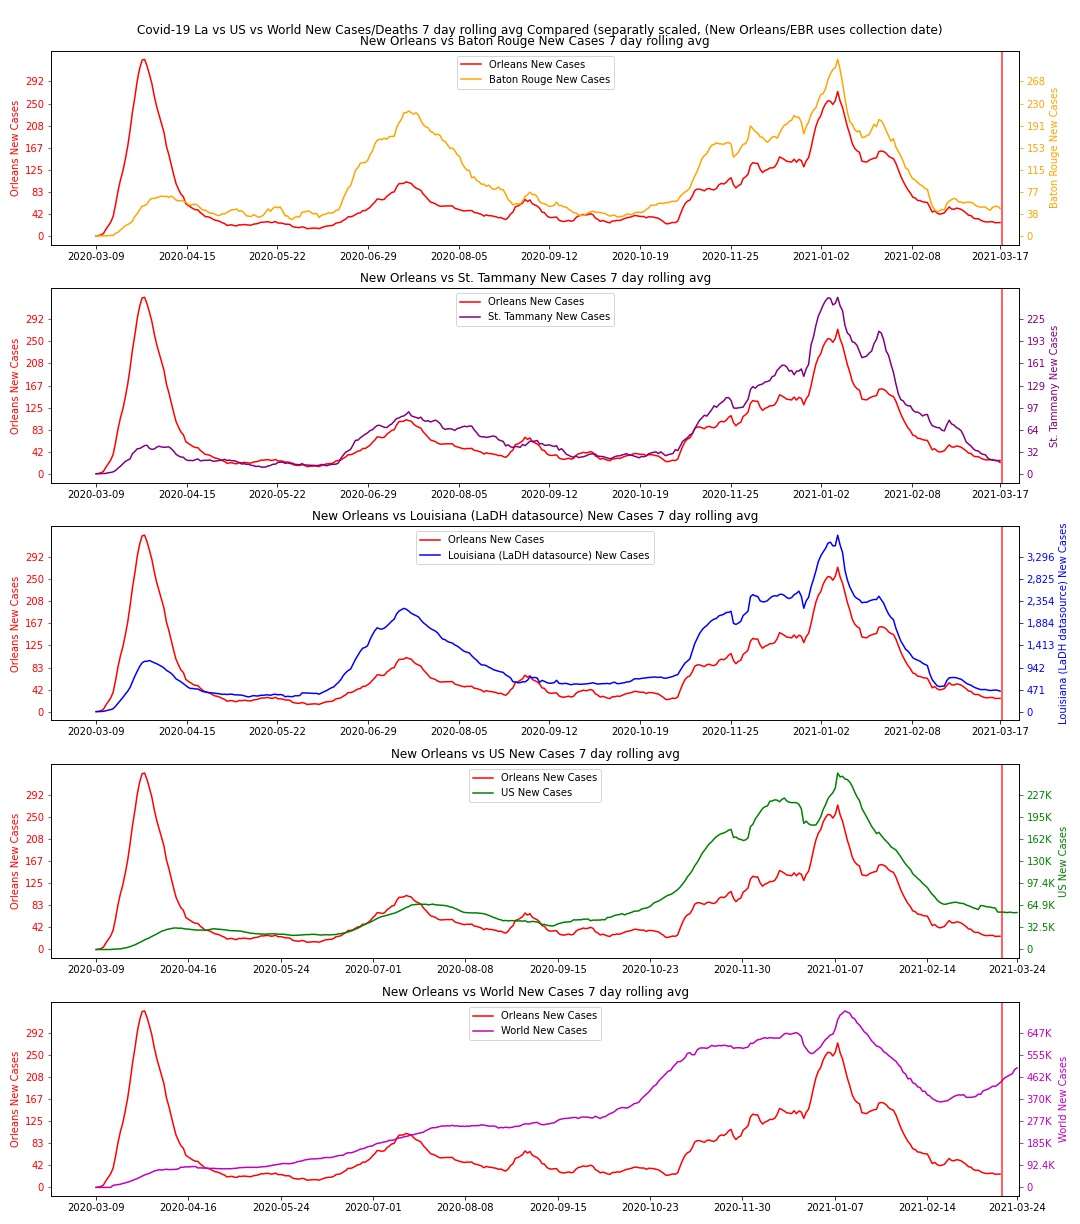 Covid-19 La vs US vs World New Cases/Deaths 7 day rolling avg Compared (separatly scaled, (New Orleans/EBR uses collection date)
New Orleans vs Baton Rouge New Cases 7 day rolling avg
Orleans New Cases
Baton Rouge New Cases
292
250
208
167
125
83
42
0
Orleans New Cases
268
230
191
153
115
77
38
0
Baton Rouge New Cases
2020-03-09 2020-04-15 2020-05-22 2020-06-29 2020-08-05 2020-09-12 2020-10-19 2020-11-25 2021-01-02 2021-02-08 2021-03-17
New Orleans vs St. Tammany New Cases 7 day rolling avg
Orleans New Cases
St. Tammany New Cases
292
250
208
167
125
83
42
0
Orleans New Cases
225
193
161
129
97
64
32
0
St. Tammany New Cases
2020-03-09 2020-04-15 2020-05-22 2020-06-29 2020-08-05 2020-09-12 2020-10-19 2020-11-25 2021-01-02 2021-02-08 2021-03-17
New Orleans vs Louisiana (LaDH datasource) New Cases 7 day rolling avg
Orleans New Cases
Louisiana (LaDH datasource) New Cases
292
250
208
167
125
83
42
0
Orleans New Cases
3,296
2,825
2,354
1,884
1,413
942
471
0
Louisiana (LaDH datasource) New Cases
2020-03-09 2020-04-15 2020-05-22 2020-06-29 2020-08-05 2020-09-12 2020-10-19 2020-11-25 2021-01-02 2021-02-08 2021-03-17
New Orleans vs US New Cases 7 day rolling avg
Orleans New Cases
US New Cases
292
250
208
167
125
83
42
0
Orleans New Cases
227K
195K
162K
130K
97.4K
64.9K
32.5K
0
US New Cases
2020-03-09 2020-04-16 2020-05-24 2020-07-01 2020-08-08 2020-09-15 2020-10-23 2020-11-30 2021-01-07 2021-02-14 2021-03-24
New Orleans vs World New Cases 7 day rolling avg
Orleans New Cases
World New Cases
292
250
208
167
125
83
42
0
Orleans New Cases
647K
555K
462K
370K
277K
185K
92.4K
0
World New Cases
2020-03-09 2020-04-16 2020-05-24 2020-07-01 2020-08-08 2020-09-15 2020-10-23 2020-11-30 2021-01-07 2021-02-14 2021-03-24